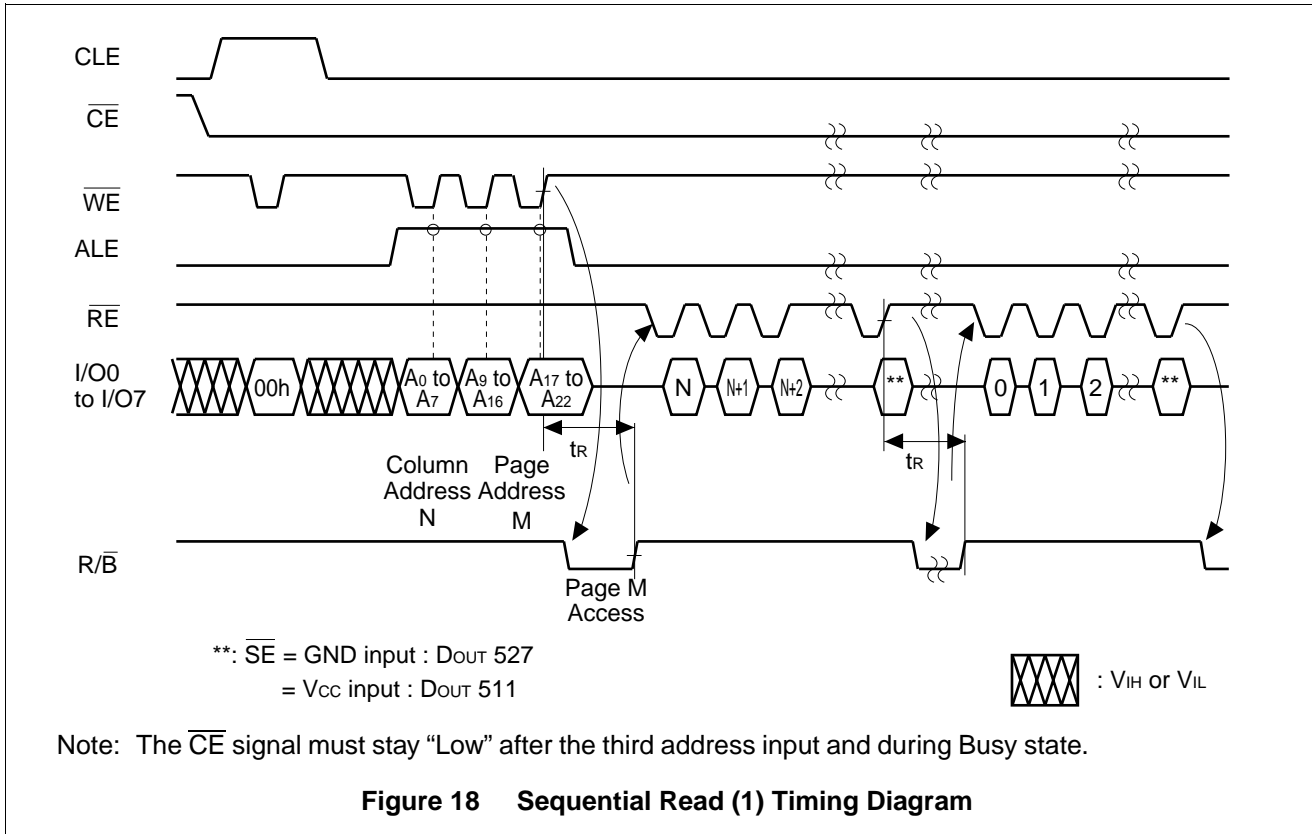 CLE
CE
WE
ALE
RE
I/O0
to I/O7
00h
A0 to
A7
A9 to
A16
A17 to
A22
N
N+1
N+2
**
0
1
2
**
tR
tR
Column
Address
N
Page
Address
M
R/B
Page M
Access
**: SE = GND input : DOUT 527
= VCC input : DOUT 511
: VIH or VIL
Note: The CE signal must stay “Low” after the third address input and during Busy state.
Figure 18 Sequential Read (1) Timing Diagram